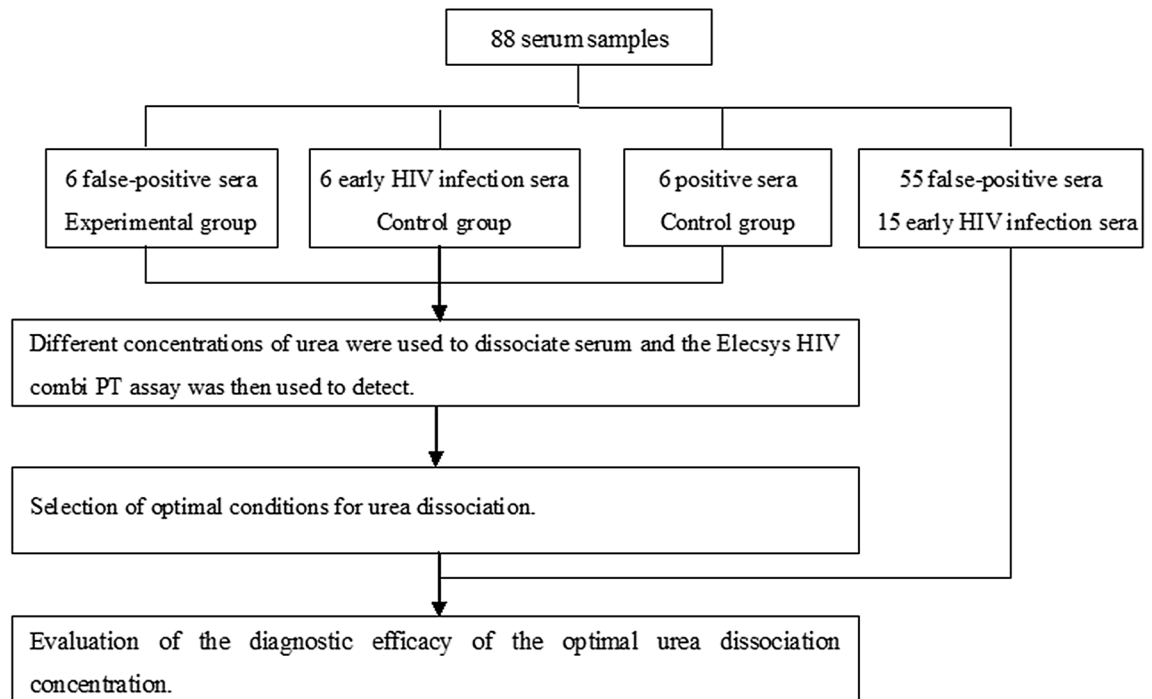 88 serum samples
6 false-positive sera
Experimental group
6 early HIV infection sera
Control group
6 positive sera
Control group
55 false-positive sera
15 early HIV infection sera
Different concentrations of urea were used to dissociate serum and the Elecsys HIV
combi PT assay was then used to detect.
Selection of optimal conditions for urea dissociation.
Evaluation of the diagnostic efficacy of the optimal urea dissociation
concentration.